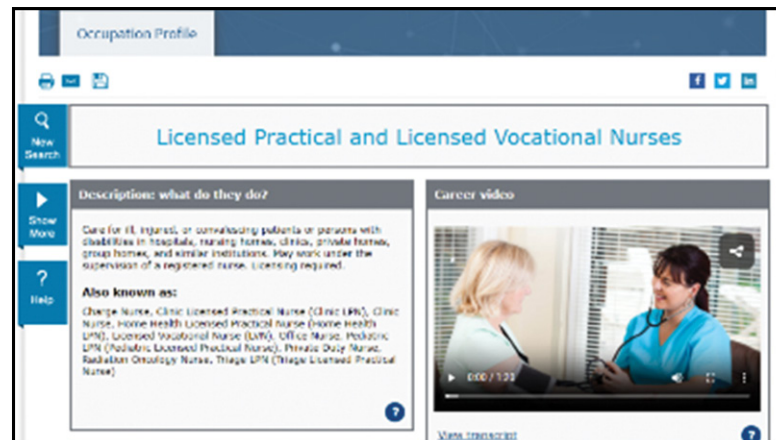 Occupation Profile
New
Search
Licensed Practical and Licensed Vocational Nurses
Show
More
Help
Description: what do they do?
Care for ill, injured, or convalescing patients or persons with
disabilities in hospitals, nursing homes, clinics, private homes,
group homes, and similar institutions. May work under the
supervision of a registered nurse. Licensing required.
Also known as:
Charge Nurse, Clinic Licensed Practical Nurse (Clinic LPN), Clinic
Nurse, Home Health Licensed Practical Nurse (Home Health
LPN), Licensed Vocational Nurse (LVN), Office Nurse, Pediatric
LPN (Pediatric Licensed Practical Nurse), Private Duty Nurse,
Radiation Oncology Nurse, Triage LPN (Triage Licensed Practical
Nurse)
Career video
0:00 / 1:20
View transcript